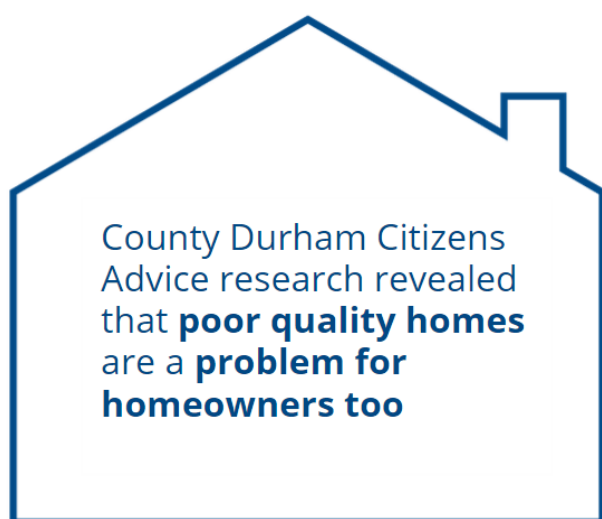 County Durham Citizens
Advice research revealed
that poor quality homes
are a problem for
homeowners too